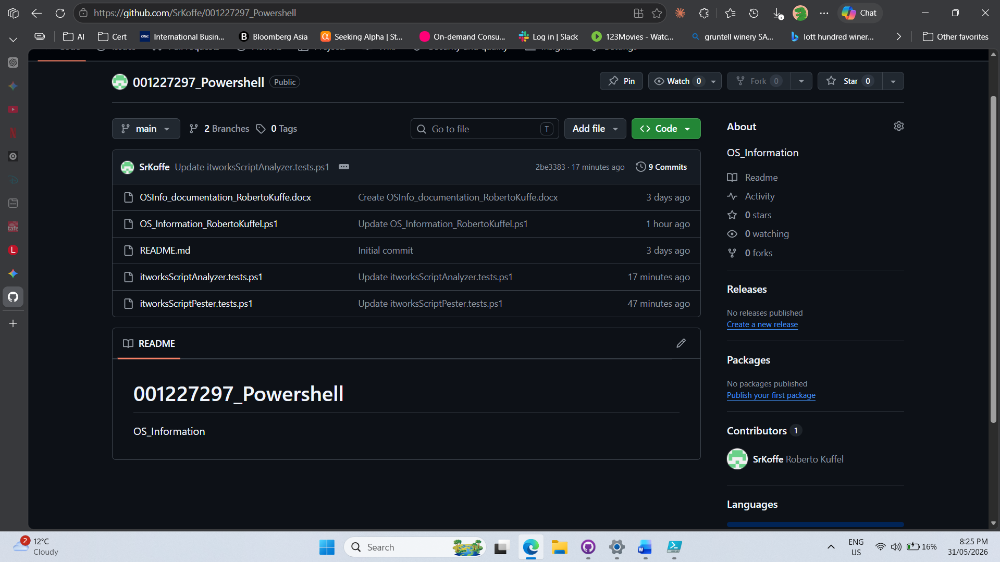 https://github.com/SrKoffe/001227297_Powershell
Chat
AI
Cert
International Busin...
Bloomberg Asia
Seeking Alpha | St...
On-demand Consu...
Log in | Slack
123Movies - Watc...
gruntell winery SA...
lott hundred winer...
Other favorites
001227297_Powershell
Public
Pin
Watch 0
Fork 0
Star 0
main
2 Branches
0 Tags
Go to file
T
Add file
Code
SrKoffe Update itworksScriptAnalyzer.tests.ps1
2be3383 · 17 minutes ago
9 Commits
OSInfo_documentation_RobertoKuffe.docx Create OSInfo_documentation_RobertoKuffe.docx 3 days ago
OS_Information_RobertoKuffel.ps1 Update OS_Information_RobertoKuffel.ps1 1 hour ago
README.md Initial commit 3 days ago
itworksScriptAnalyzer.tests.ps1 Update itworksScriptAnalyzer.tests.ps1 17 minutes ago
itworksScriptPester.tests.ps1 Update itworksScriptPester.tests.ps1 47 minutes ago
README
001227297_Powershell
OS_Information
About
OS_Information
Readme
Activity
0 stars
0 watching
0 forks
Releases
No releases published
Create a new release
Packages
No packages published
Publish your first package
Contributors 1
SrKoffe Roberto Kuffel
Languages
2
12°C
Cloudy
Search
ENG
US
16%
8:25 PM
31/05/2026